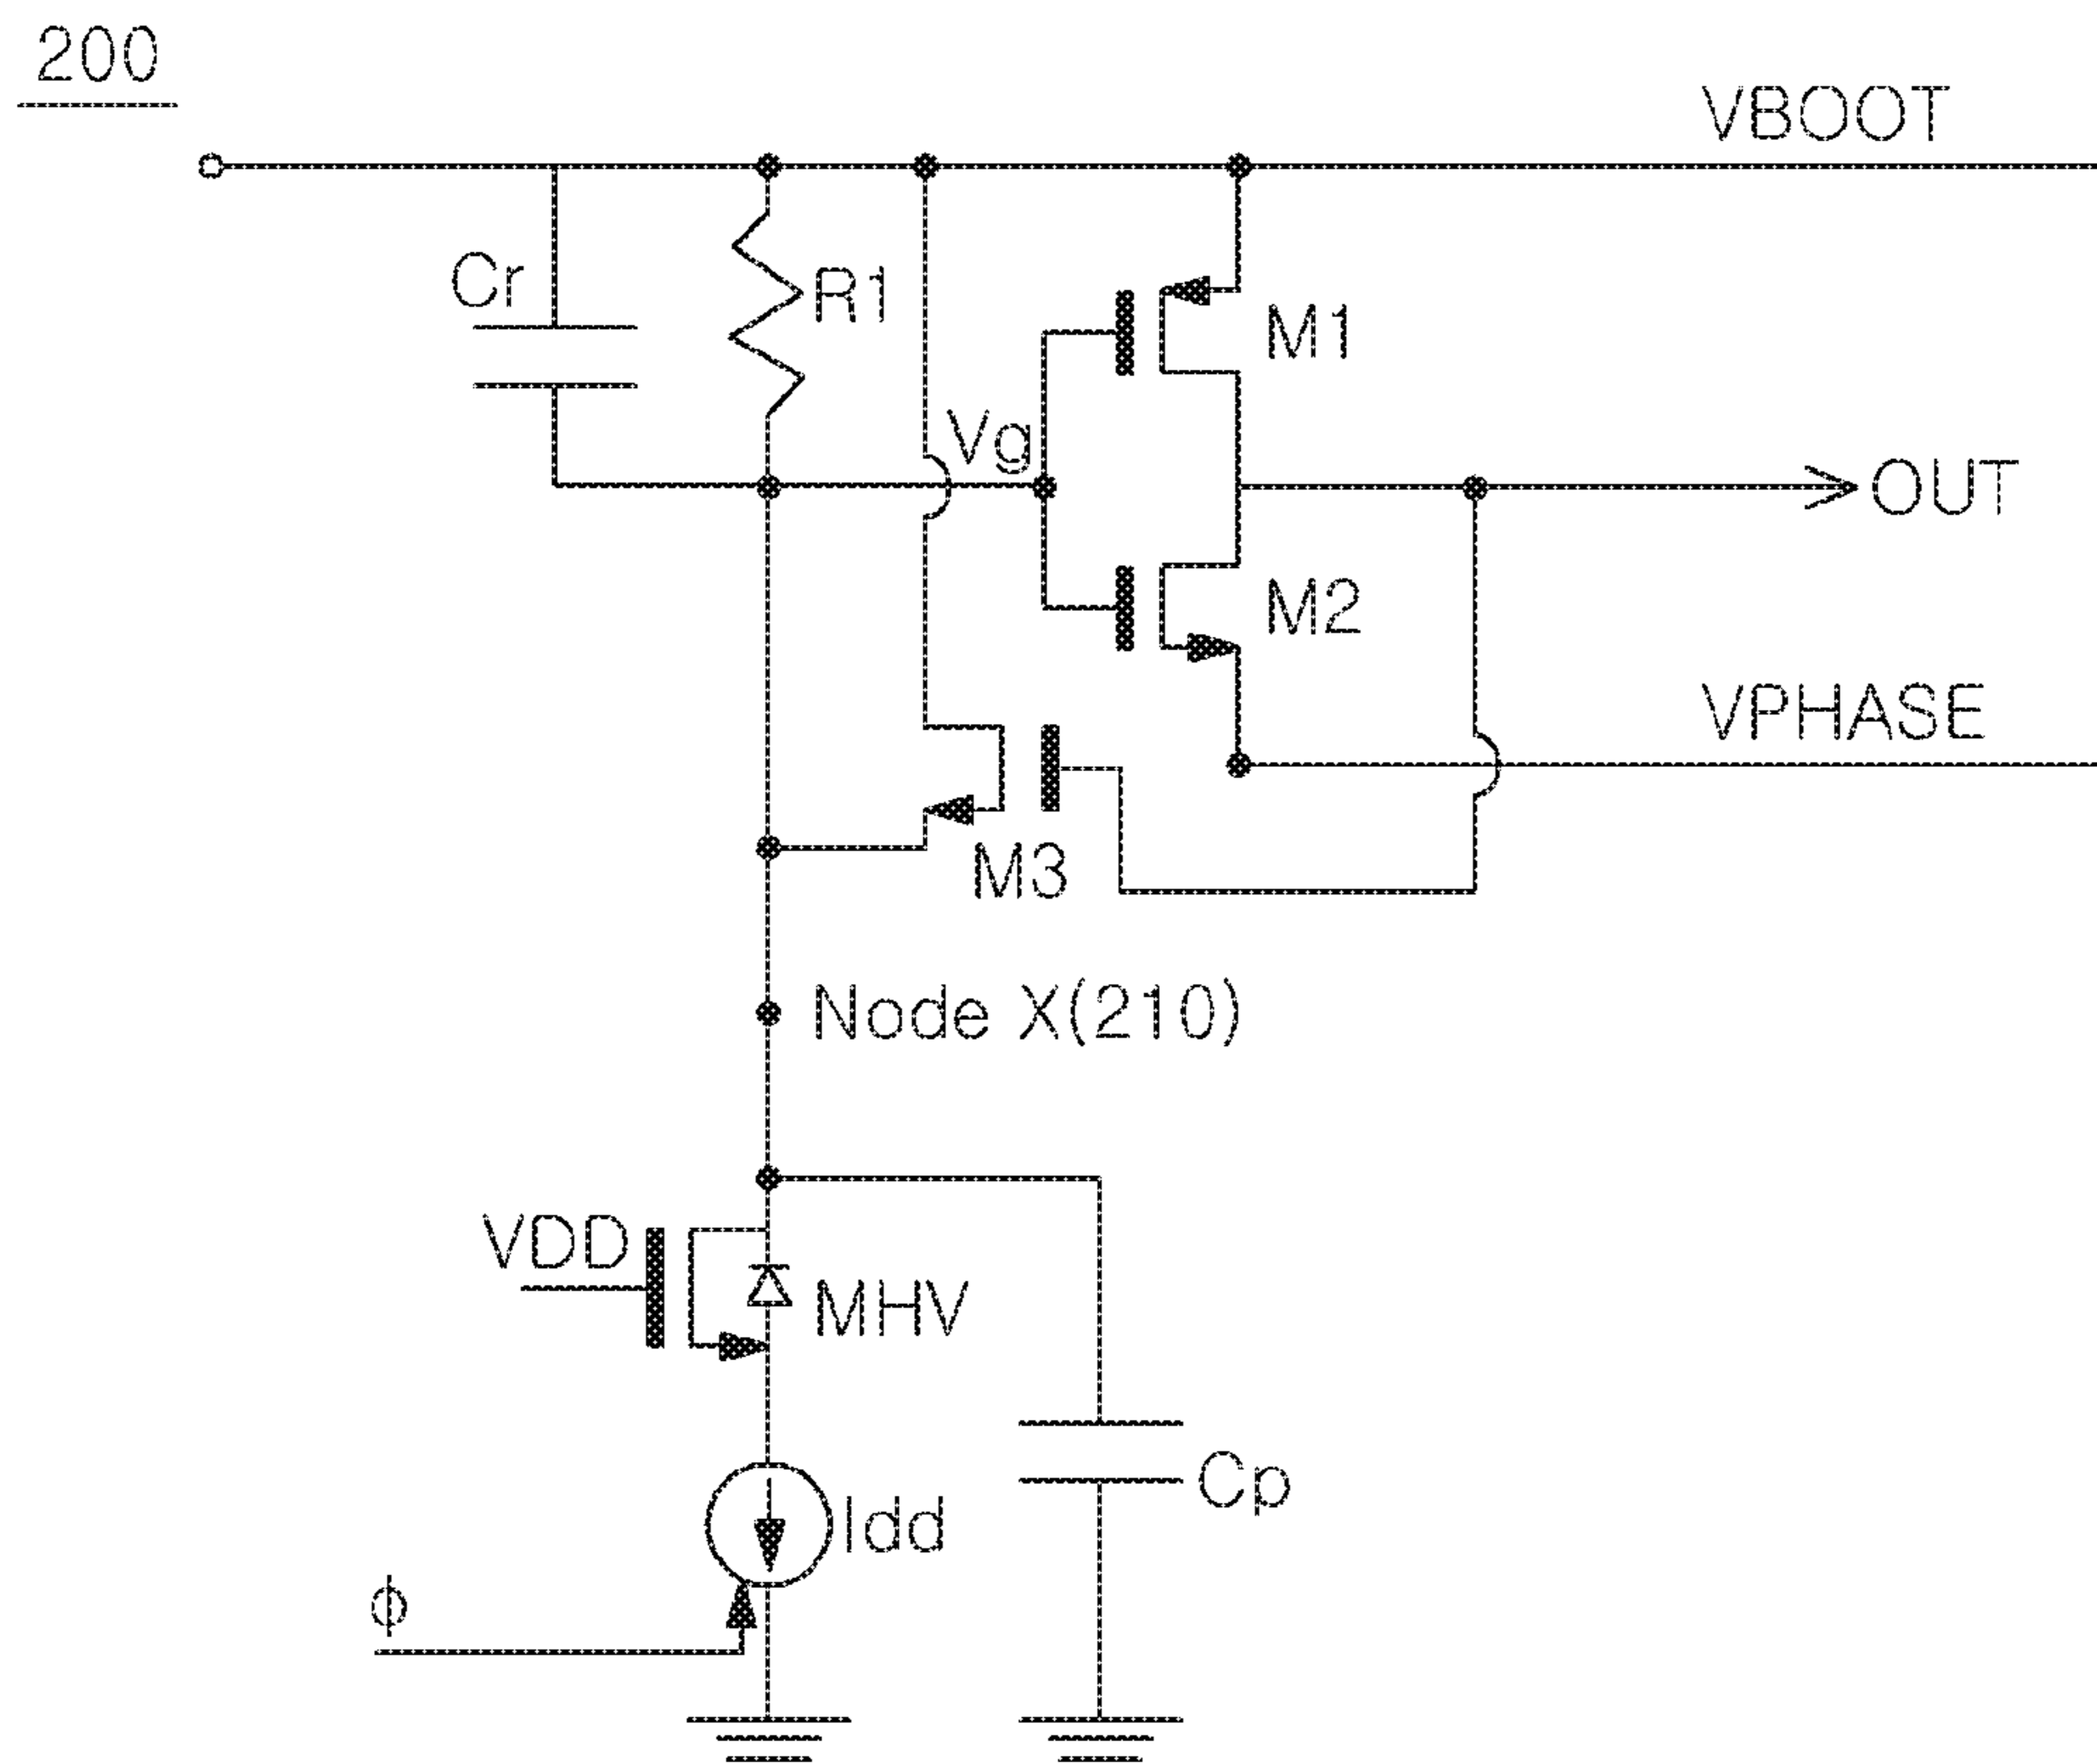 200
VBOOT
Cr
R1
M1
Vg
OUT
M2
VPHASE
M3
Node X(210)
VDD
MHV
Cp
Idd
ϕ